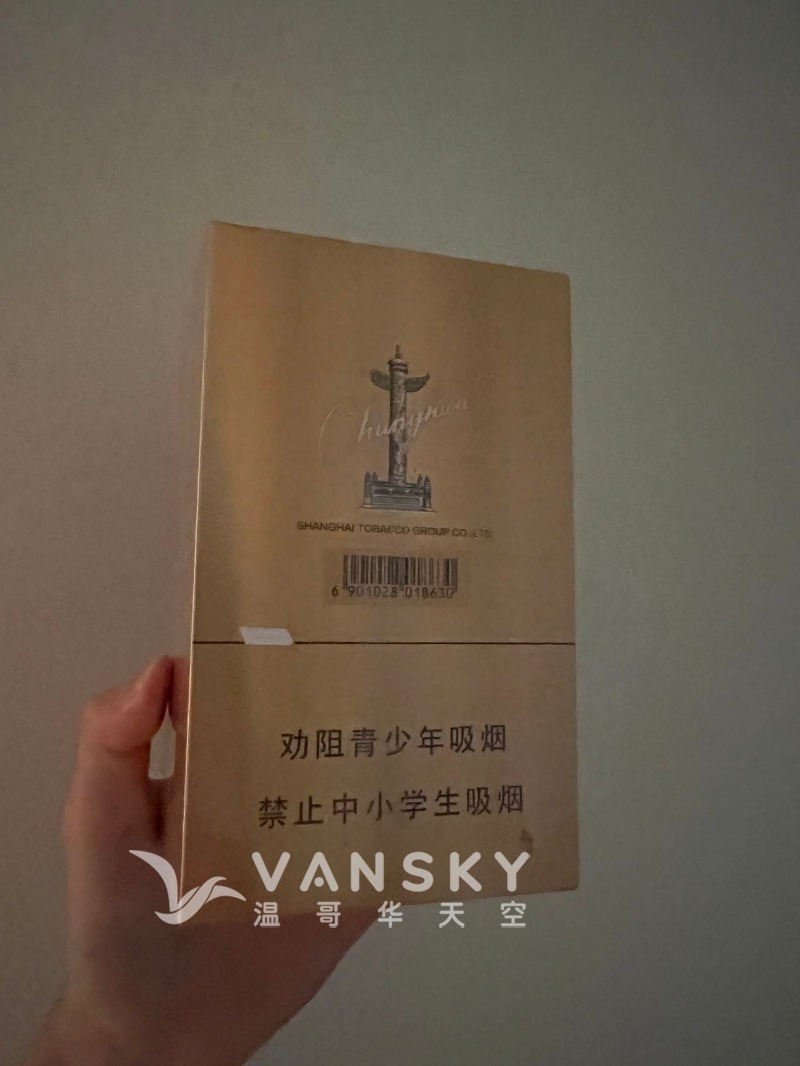 Chunghwa
SHANGHAI TOBACCO GROUP CO.,LTD
6 901028 018630
劝阻青少年吸烟
禁止中小学生吸烟
VANSKY
温哥华天空